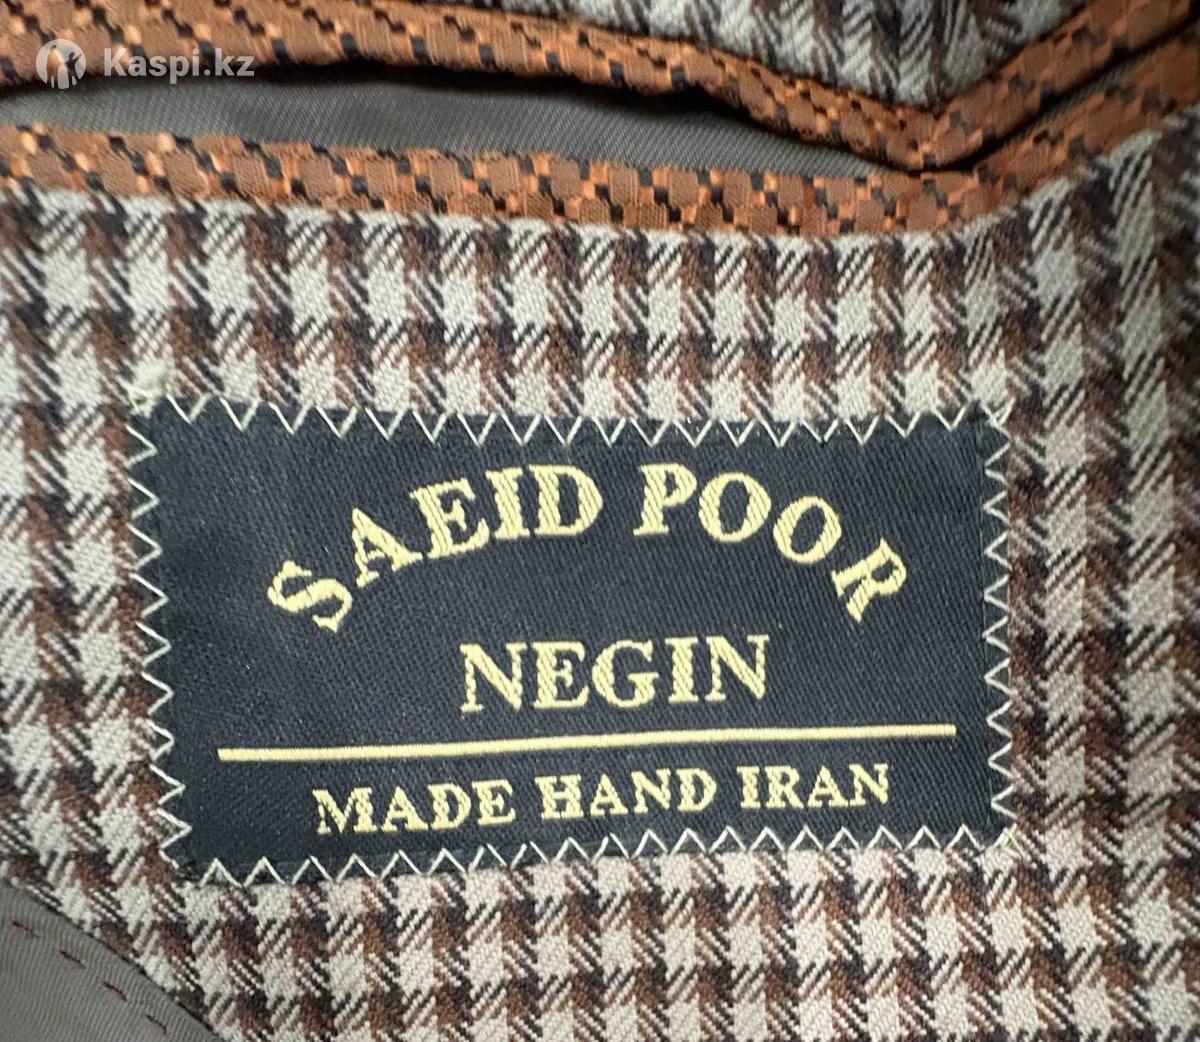 Kaspi.kz
SAEID POOR
NEGIN
MADE HAND IRAN